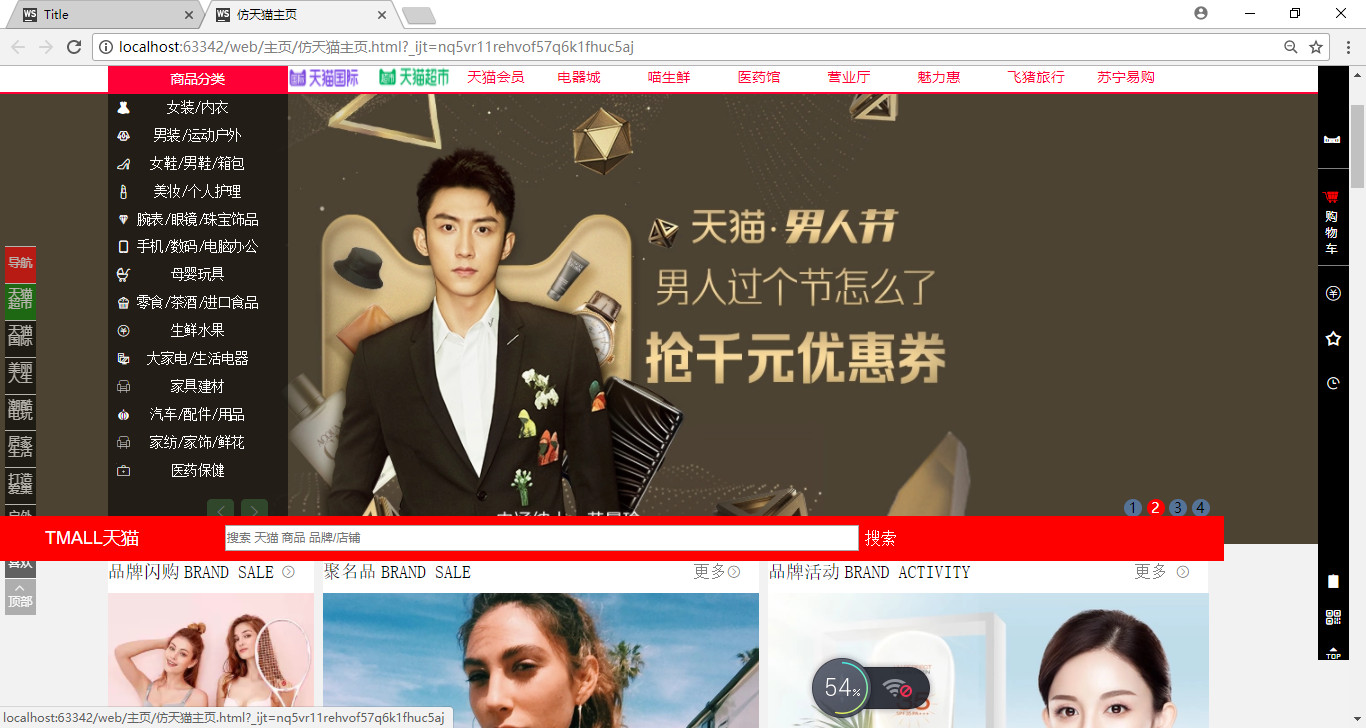 Title
仿天猫主页
localhost:63342/web/主页/仿天猫主页.html?_ijt=nq5vr11rehvof57q6k1fhuc5aj
商品分类
天猫国际 天猫超市 天猫会员 电器城 喵生鲜 医药馆 营业厅 魅力惠 飞猪旅行 苏宁易购
女装/内衣
男装/运动户外
女鞋/男鞋/箱包
美妆/个人护理
腕表/眼镜/珠宝饰品
手机/数码/电脑办公
母婴玩具
零食/茶酒/进口食品
生鲜水果
大家电/生活电器
家具建材
汽车/配件/用品
家纺/家饰/鲜花
医药保健
天猫·男人节
男人过个节怎么了
抢千元优惠券
1 2 3 4
导航
天猫
超市
天猫
国际
美丽
人生
潮酷
电玩
居家
生活
打造
爱巢
户外
喜欢
顶部
购
物
车
TOP
TMALL天猫
搜索 天猫 商品 品牌/店铺
搜索
品牌闪购 BRAND SALE
聚名品 BRAND SALE 更多
品牌活动 BRAND ACTIVITY 更多
54%
localhost:63342/web/主页/仿天猫主页.html?_ijt=nq5vr11rehvof57q6k1fhuc5aj